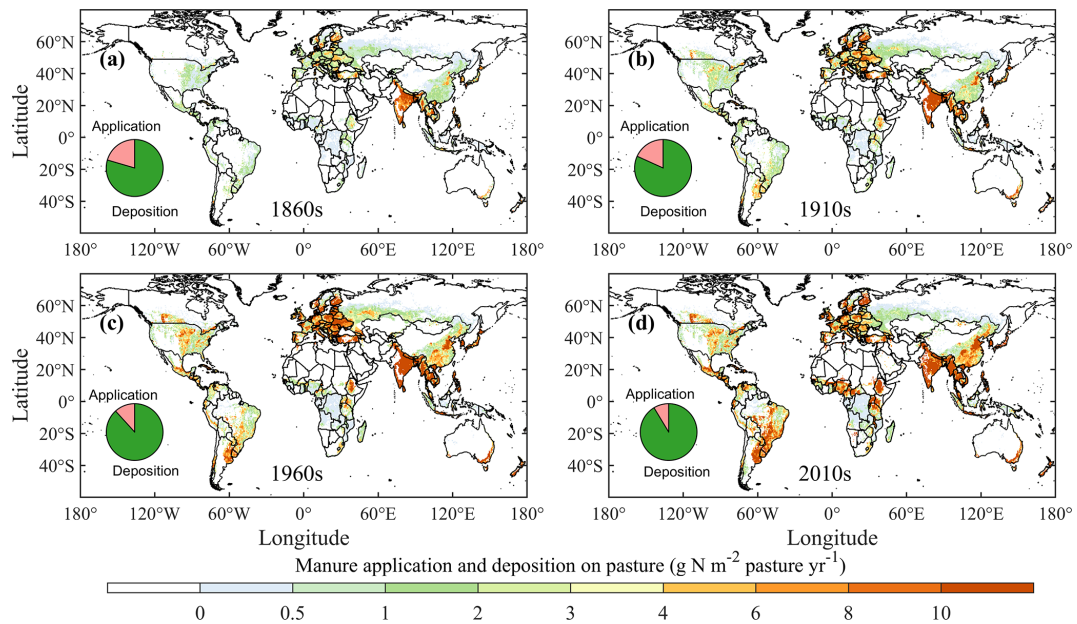 60°N
40°N
20°N
0°
20°S
40°S
Latitude
(a)
Application
Deposition
1860s
180°
120°W
60°W
0°
60°E
120°E
180°
60°N
40°N
20°N
0°
20°S
40°S
Latitude
(b)
Application
Deposition
1910s
180°
120°W
60°W
0°
60°E
120°E
180°
60°N
40°N
20°N
0°
20°S
40°S
Latitude
(c)
Application
Deposition
1960s
180°
120°W
60°W
0°
60°E
120°E
180°
Longitude
60°N
40°N
20°N
0°
20°S
40°S
Latitude
(d)
Application
Deposition
2010s
180°
120°W
60°W
0°
60°E
120°E
180°
Longitude
Manure application and deposition on pasture (g N m⁻² pasture yr⁻¹)
0 0.5 1 2 3 4 6 8 10